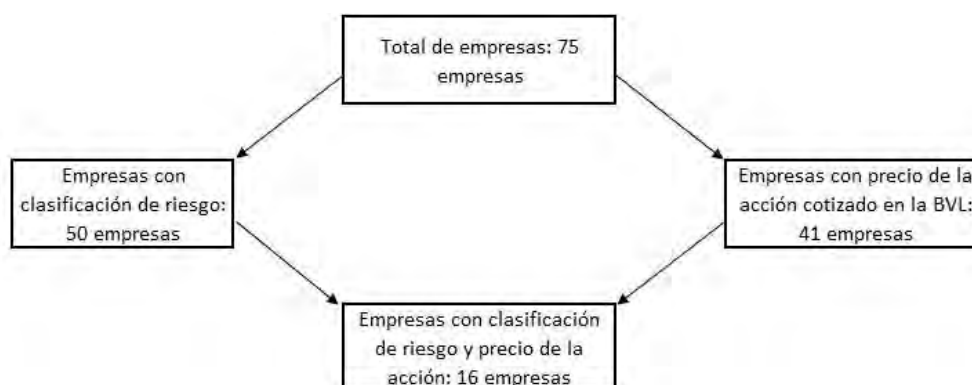 Total de empresas: 75
empresas
Empresas con
clasificación de riesgo:
50 empresas
Empresas con precio de la
acción cotizado en la BVL:
41 empresas
Empresas con clasificación
de riesgo y precio de la
acción: 16 empresas